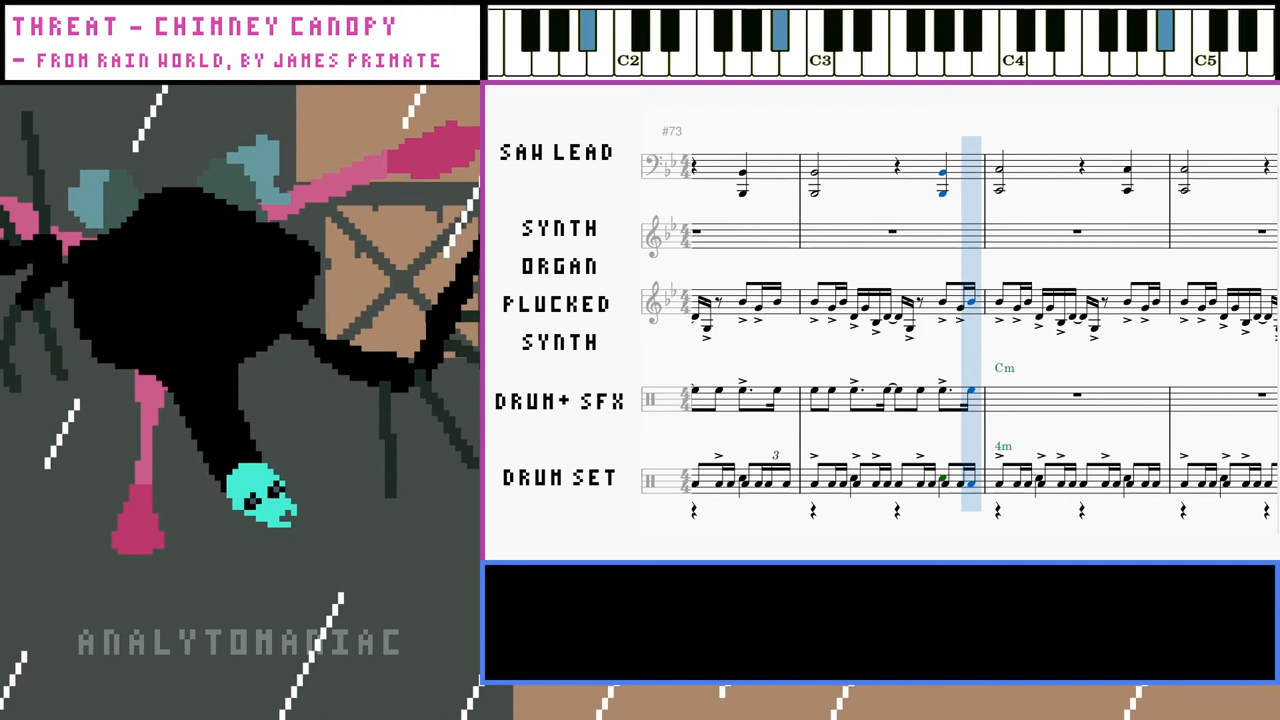 THREAT - CHIMNEY CANOPY
- FROM RAIN WORLD, BY JAMES PRIMATE
C2 C3 C4 C5
#73
SAW LEAD
SYNTH
ORGAN
PLUCKED
SYNTH
Cm
DRUM+ SFX
4m
3
DRUM SET
ANALYTOMANIAC